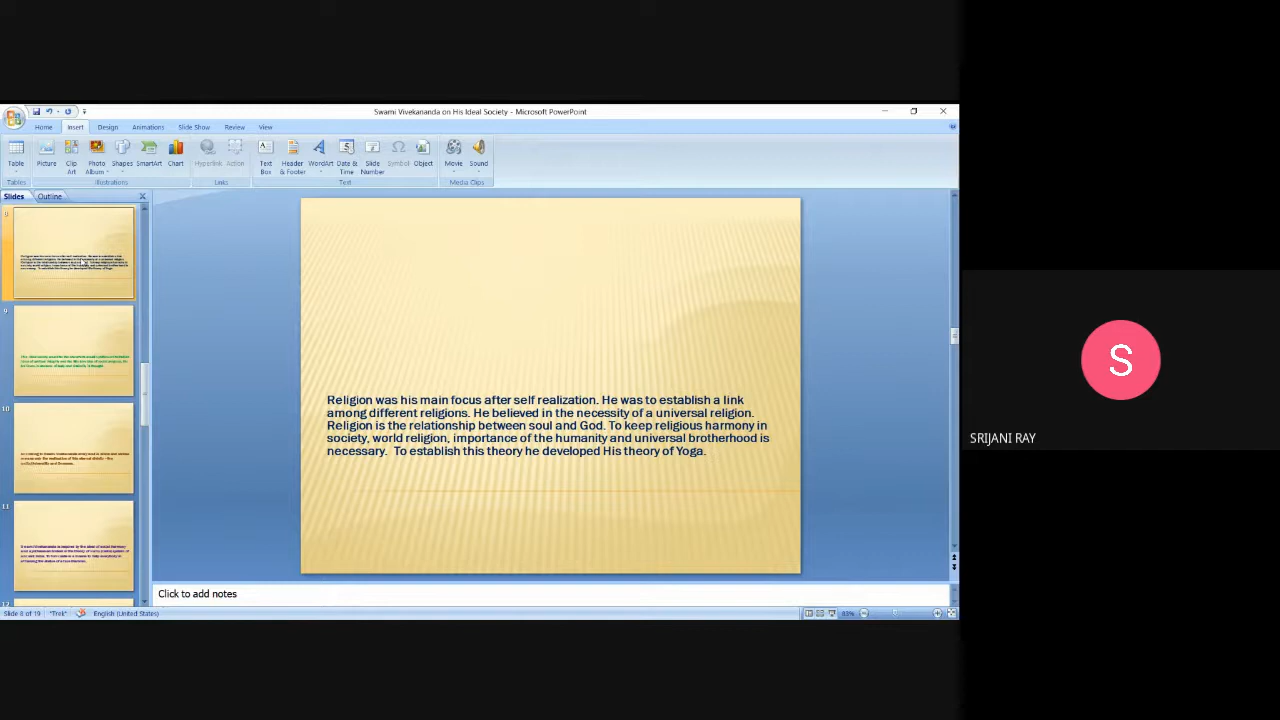 Swami Vivekananda on His Ideal Society - Microsoft PowerPoint
Home Insert Design Animations Slide Show Review View
Table Picture Clip Art Photo Album Shapes SmartArt Chart Hyperlink Action Text Box Header & Footer WordArt Date & Time Slide Number Symbol Object Movie Sound
Tables Illustrations Links Text Media Clips
Slides Outline
8
9
10
11
12
Religion was his main focus after self realization. He was to establish a link
among different religions. He believed in the necessity of a universal religion.
Religion is the relationship between soul and God. To keep religious harmony in
society, world religion, importance of the humanity and universal brotherhood is
necessary. To establish this theory he developed His theory of Yoga.
S
SRIJANI RAY
Click to add notes
Slide 8 of 19 "Trek" English (United States) 83%